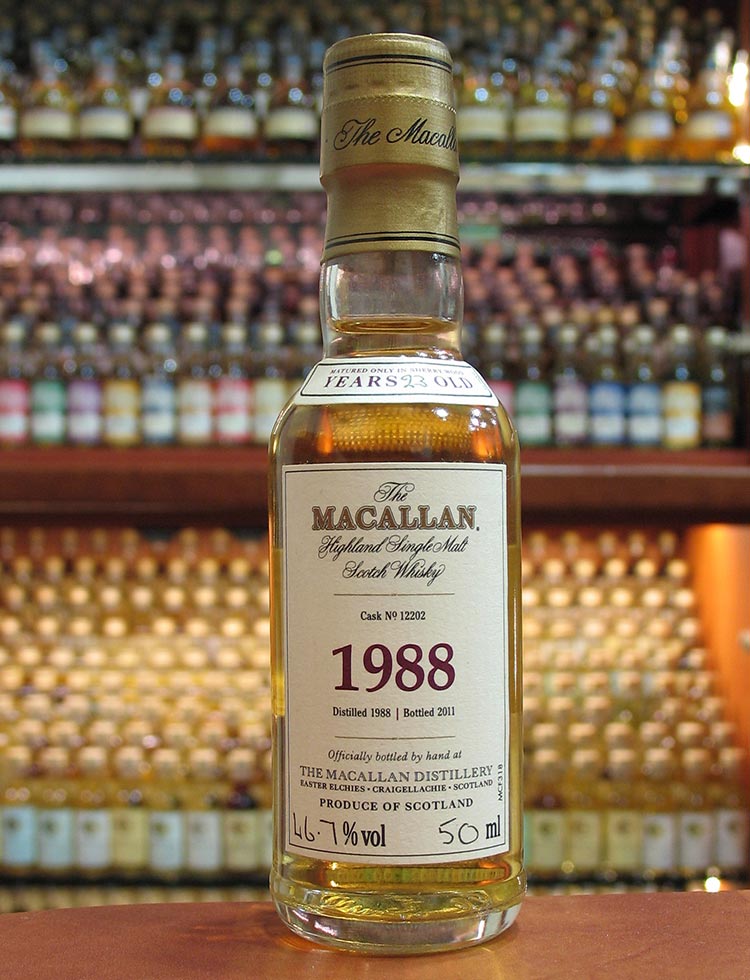 The Macall
MATURED ONLY IN SHERRY WOOD
YEARS 23 OLD
The
MACALLAN.
Highland Single Malt
Scotch Whisky
Cask Nº 12202
1988
Distilled 1988 | Bottled 2011
Officially bottled by hand at
THE MACALLAN DISTILLERY
EASTER ELCHIES • CRAIGELLACHIE • SCOTLAND
PRODUCE OF SCOTLAND
46.7 % vol 50 ml
MCF318